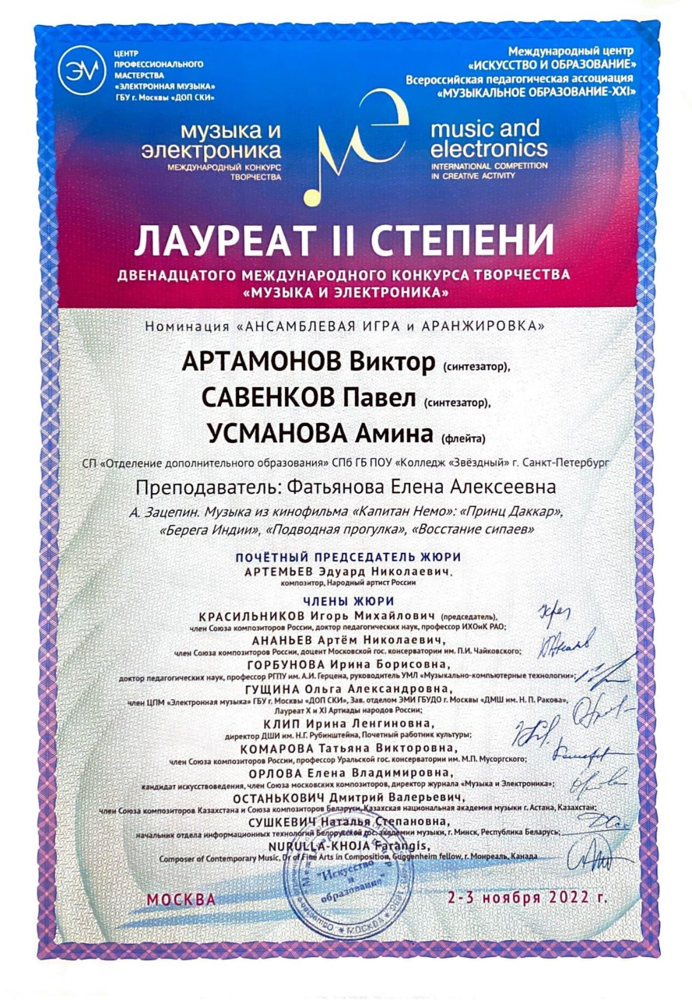 ЭМ
ЦЕНТР
ПРОФЕССИОНАЛЬНОГО
МАСТЕРСТВА
«ЭЛЕКТРОННАЯ МУЗЫКА»
ГБУ г. Москвы «ДОП СКИ»
Международный центр
«ИСКУССТВО И ОБРАЗОВАНИЕ»
Всероссийская педагогическая ассоциация
«МУЗЫКАЛЬНОЕ ОБРАЗОВАНИЕ-XXI»
музыка и
электроника
МЕЖДУНАРОДНЫЙ КОНКУРС
ТВОРЧЕСТВА
мe
music and
electronics
INTERNATIONAL COMPETITION
IN CREATIVE ACTIVITY
ЛАУРЕАТ II СТЕПЕНИ
ДВЕНАДЦАТОГО МЕЖДУНАРОДНОГО КОНКУРСА ТВОРЧЕСТВА
«МУЗЫКА И ЭЛЕКТРОНИКА»
Номинация «АНСАМБЛЕВАЯ ИГРА и АРАНЖИРОВКА»
АРТАМОНОВ Виктор (синтезатор),
САВЕНКОВ Павел (синтезатор),
УСМАНОВА Амина (флейта)
СП «Отделение дополнительного образования» СПб ГБ ПОУ «Колледж «Звёздный» г. Санкт-Петербург
Преподаватель: Фатьянова Елена Алексеевна
А. Зацепин. Музыка из кинофильма «Капитан Немо»: «Принц Даккар»,
«Берега Индии», «Подводная прогулка», «Восстание сипаев»
ПОЧЁТНЫЙ ПРЕДСЕДАТЕЛЬ ЖЮРИ
АРТЕМЬЕВ Эдуард Николаевич,
композитор, Народный артист России
ЧЛЕНЫ ЖЮРИ
КРАСИЛЬНИКОВ Игорь Михайлович (председатель),
член Союза композиторов России, доктор педагогических наук, профессор ИХОиК РАО;
АНАНЬЕВ Артём Николаевич,
член Союза композиторов России, доцент Московской гос. консерватории им. П.И. Чайковского;
ГОРБУНОВА Ирина Борисовна,
доктор педагогических наук, профессор РГПУ им. А.И. Герцена, руководитель УМЛ «Музыкально-компьютерные технологии»;
ГУЩИНА Ольга Александровна,
член ЦПМ «Электронная музыка» ГБУ г. Москвы «ДОП СКИ», Зав. отделом ЭМИ ГБУДО г. Москвы «ДМШ им. Н. П. Ракова»,
Лауреат X и XI Артиады народов России;
КЛИП Ирина Ленгиновна,
директор ДШИ им. Н.Г. Рубинштейна, Почетный работник культуры;
КОМАРОВА Татьяна Викторовна,
член Союза композиторов России, профессор Уральской гос. консерватории им. М.П. Мусоргского;
ОРЛОВА Елена Владимировна,
кандидат искусствоведения, член Союза московских композиторов, директор журнала «Музыка и Электроника»;
ОСТАНЬКОВИЧ Дмитрий Валерьевич,
член Союза композиторов Казахстана и Союза композиторов Беларуси, Казахская национальная академия музыки г. Астана, Казахстан;
СУШКЕВИЧ Наталья Степановна,
начальник отдела информационных технологий Белорусской гос. академии музыки, г. Минск, Республика Беларусь;
NURULLA-KHOJA Farangis,
Composer of Contemporary Music, Dr of Fine Arts in Composition, Guggenheim fellow, г. Монреаль, Канада
"Искусство
и
образование"
МОСКВА
МОСКВА
2-3 ноября 2022 г.